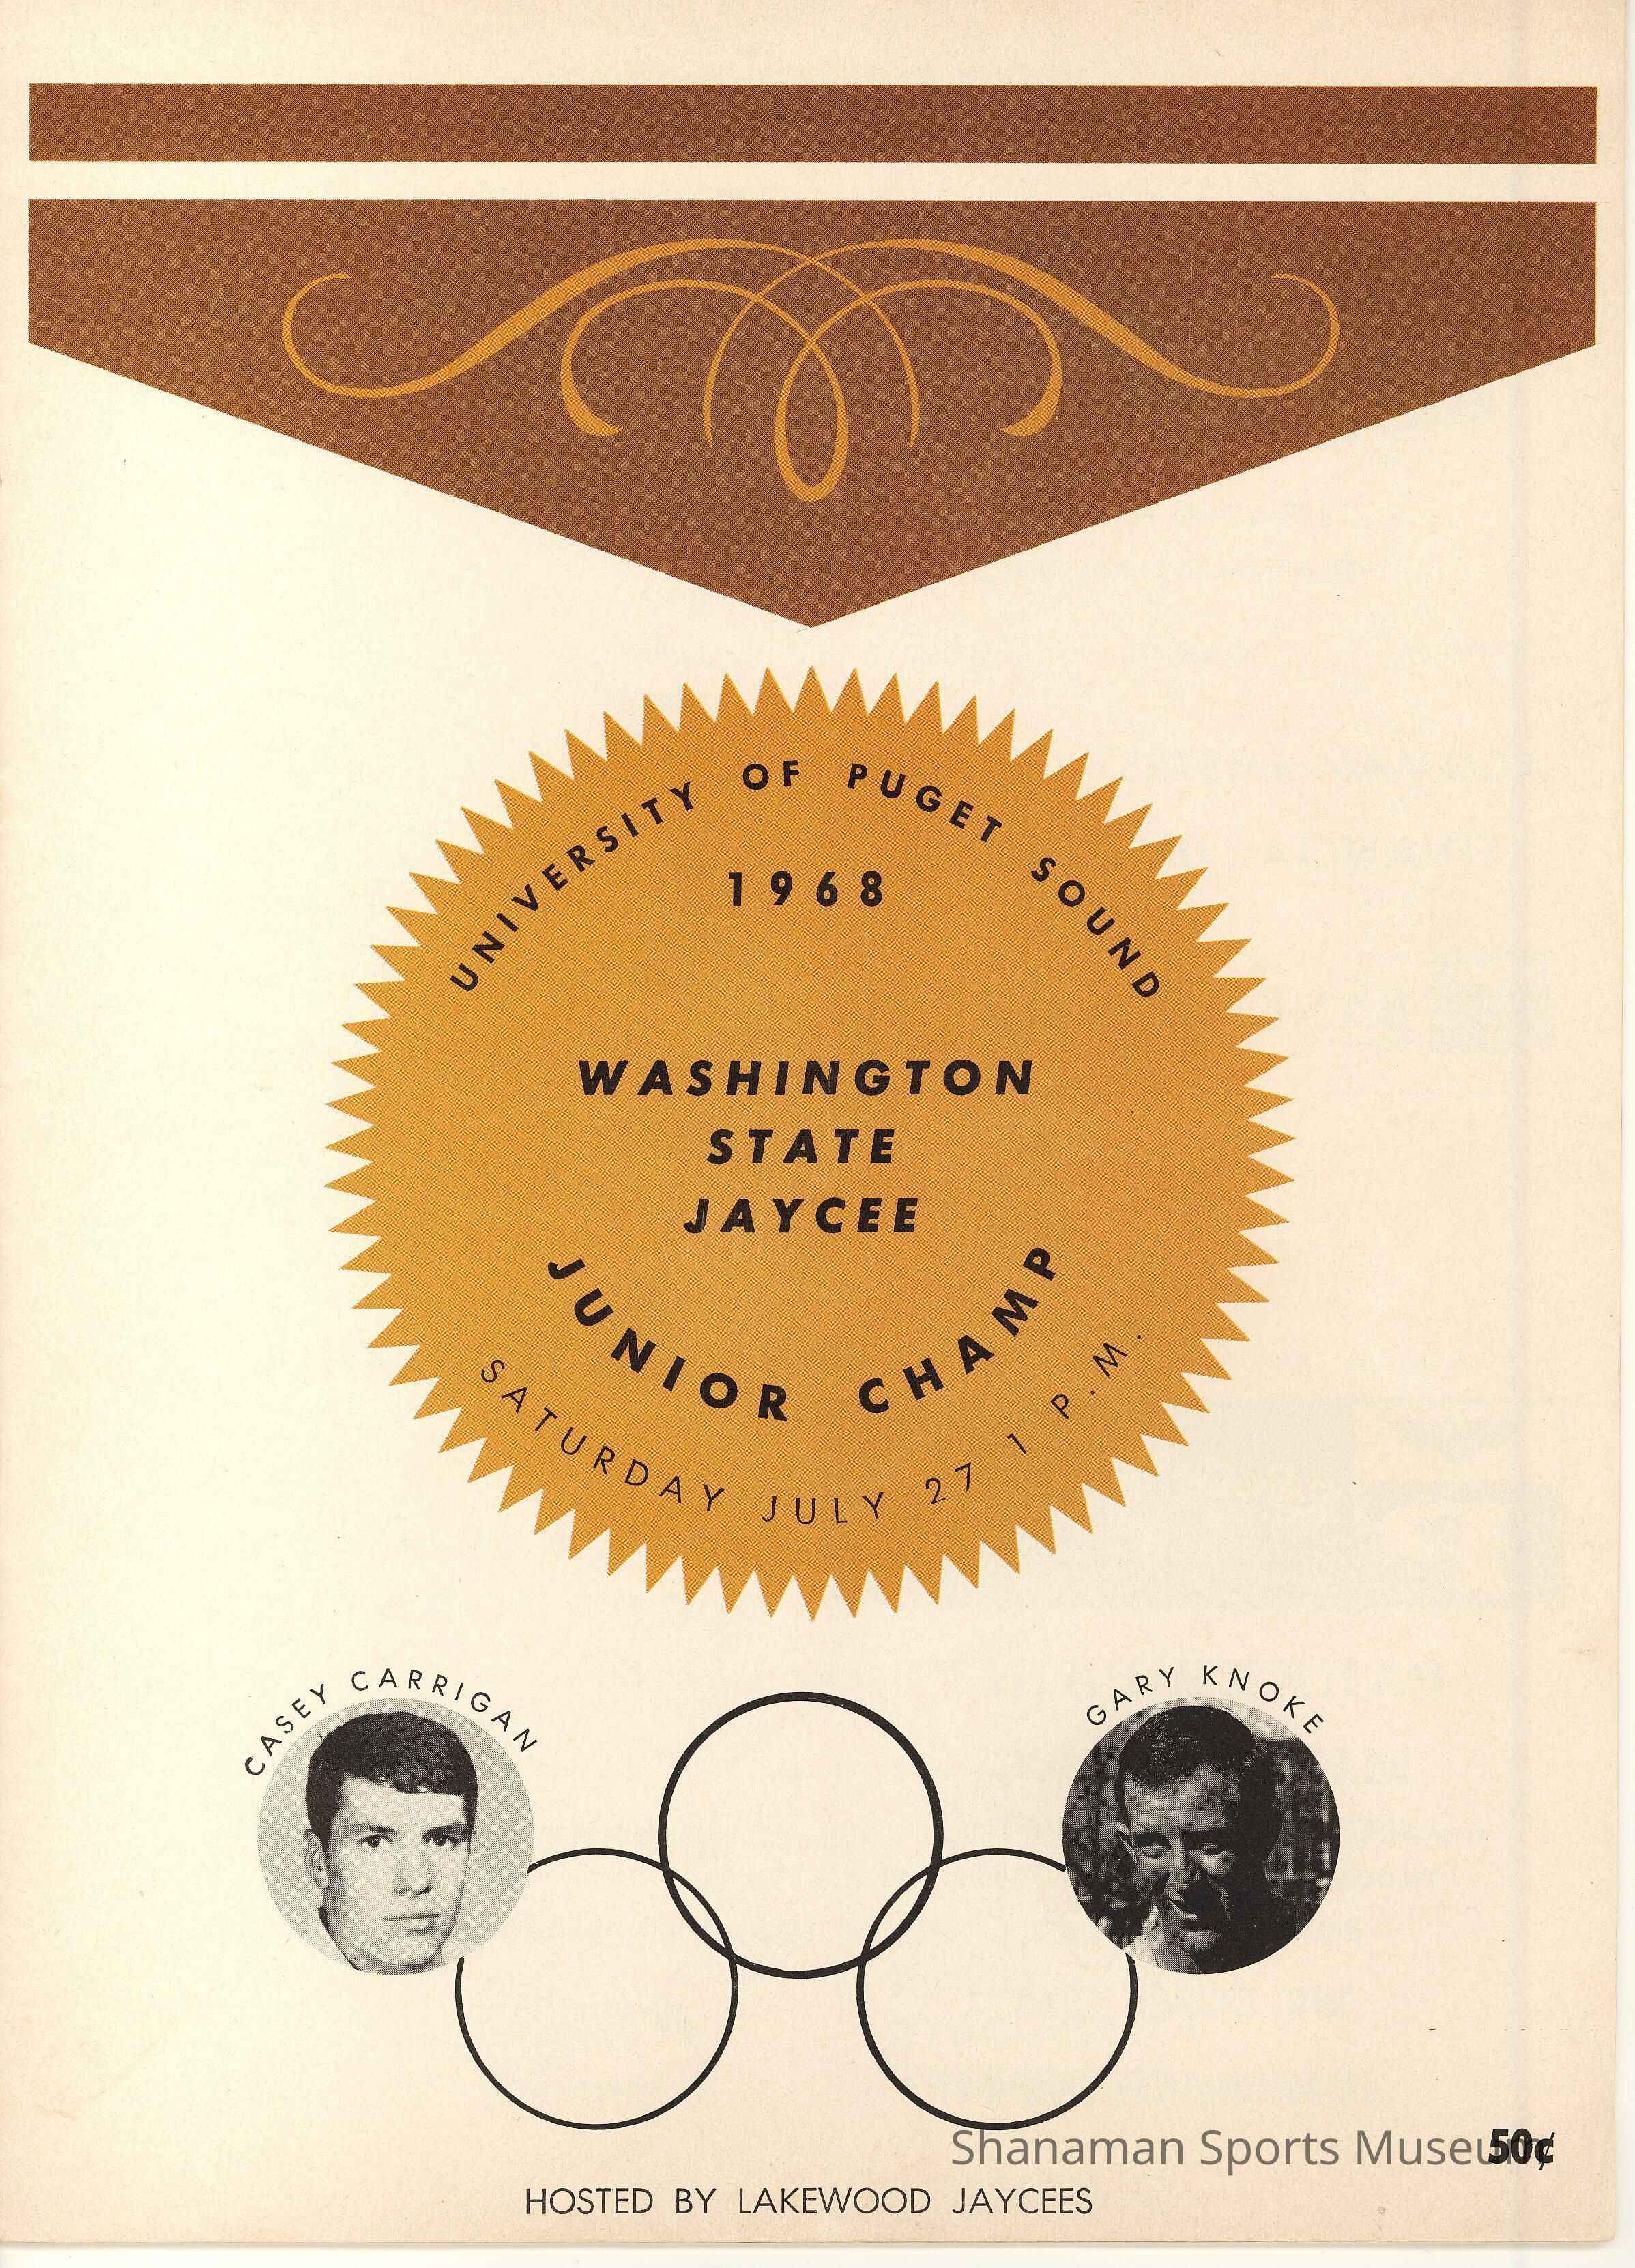 UNIVERSITY OF PUGET SOUND
1968
WASHINGTON
STATE
JAYCEE
JUNIOR CHAMP
SATURDAY JULY 27 1 P.M.
CASEY CARRIGAN
GARY KNOKE
Shanaman Sports Museum
50¢
HOSTED BY LAKEWOOD JAYCEES